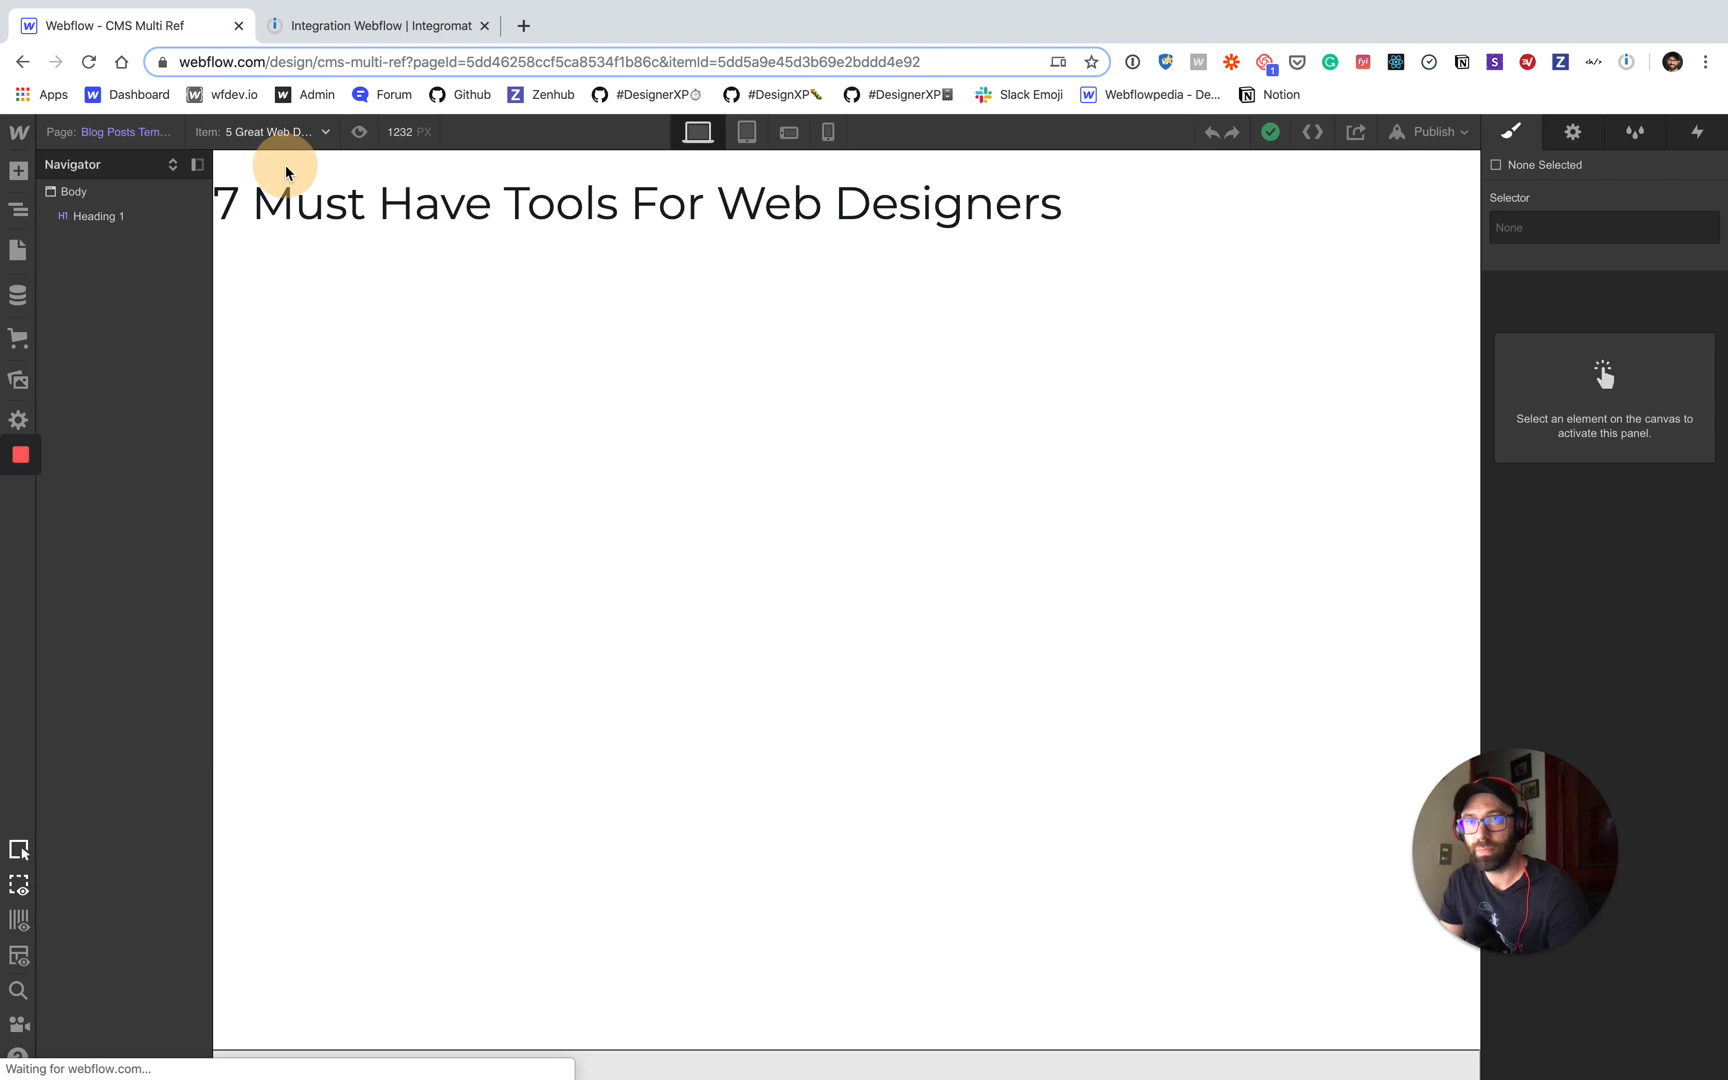 Webflow - CMS Multi Ref
Integration Webflow | Integromat
webflow.com/design/cms-multi-ref?pageId=5dd46258ccf5ca8534f1b86c&itemId=5dd5a9e45d3b69e2bddd4e92
Apps
Dashboard
wfdev.io
Admin
Forum
Github
Zenhub
#DesignerXP
#DesignXP
#DesignerXP
Slack Emoji
Webflowpedia - De...
Notion
Page: Blog Posts Tem...
Item: 5 Great Web D...
1232 PX
Publish
Navigator
None Selected
Body
H1 Heading 1
7 Must Have Tools For Web Designers
Selector
None
Select an element on the canvas to
activate this panel.
Waiting for webflow.com...